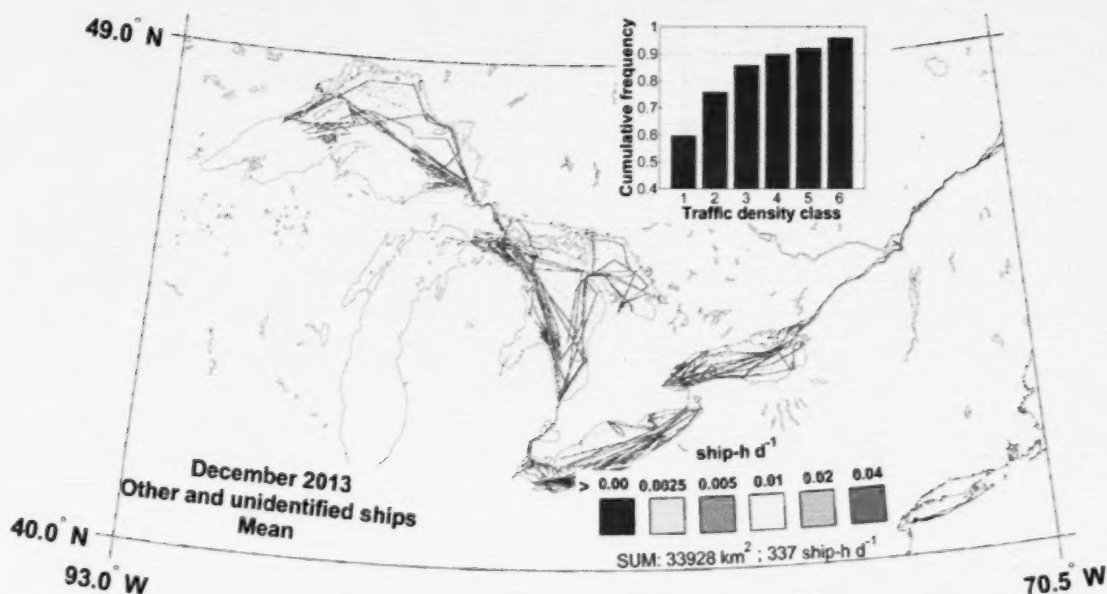 49.0° N
Cumulative frequency
1
0.9
0.8
0.7
0.6
0.5
0.4
1 2 3 4 5 6
Traffic density class
December 2013
Other and unidentified ships
Mean
ship-h d⁻¹
> 0.00 0.0025 0.005 0.01 0.02 0.04
SUM: 33928 km² ; 337 ship-h d⁻¹
40.0° N
93.0° W
70.5° W